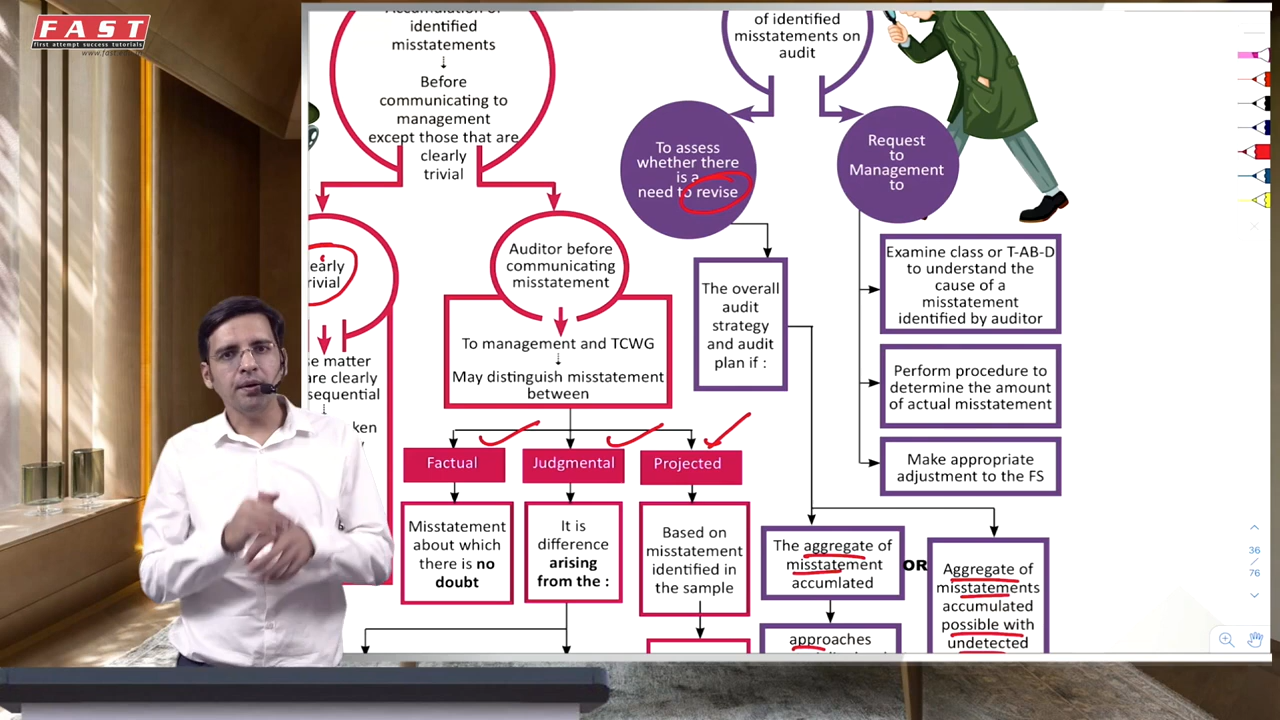 FAST
first attempt success tutorials
identified
misstatements
Before
communicating to
management
except those that are
clearly
trivial
trivial
Auditor before
communicating
misstatement
To management and TCWG
May distinguish misstatement
between
Factual
Judgmental
Projected
Misstatement
about which
there is no
doubt
It is
difference
arising
from the :
Based on
misstatement
identified in
the sample
of identified
misstatements on
audit
To assess
whether there
is a
need to revise
The overall
audit
strategy
and audit
plan if :
The aggregate of
misstatement
accumlated
approaches
OR
Aggregate of
misstatements
accumulated
possible with
undetected
Request
to
Management
to
Examine class or T-AB-D
to understand the
cause of a
misstatement
identified by auditor
Perform procedure to
determine the amount
of actual misstatement
Make appropriate
adjustment to the FS
36
/
76